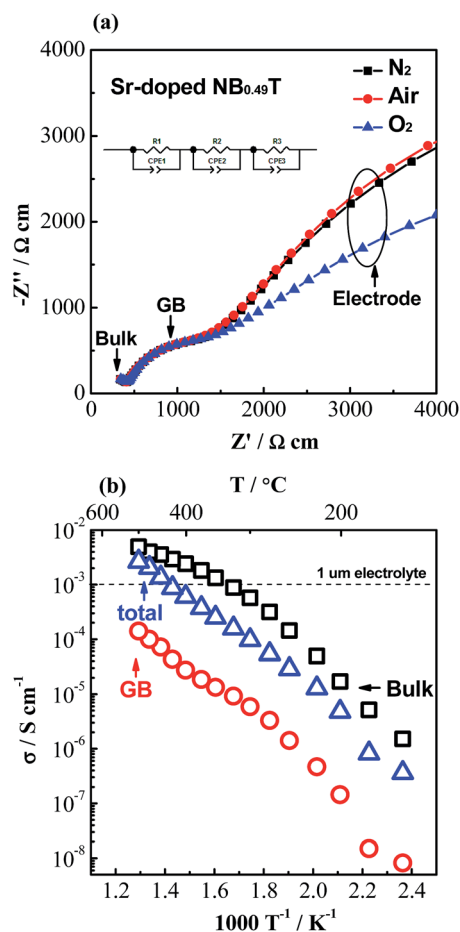 (a)
Sr-doped NB0.49T
N2
Air
O2
R1 R2 R3
CPE1 CPE2 CPE3
-Z'' / Ω cm
4000
3000
2000
1000
0
Bulk
GB
Electrode
0 1000 2000 3000 4000
Z' / Ω cm
(b)
T / °C
600 400 200
σ / S cm-1
10-2
10-3
10-4
10-5
10-6
10-7
10-8
1 um electrolyte
total
GB
Bulk
1.2 1.4 1.6 1.8 2.0 2.2 2.4 2.6
1000 T-1 / K-1